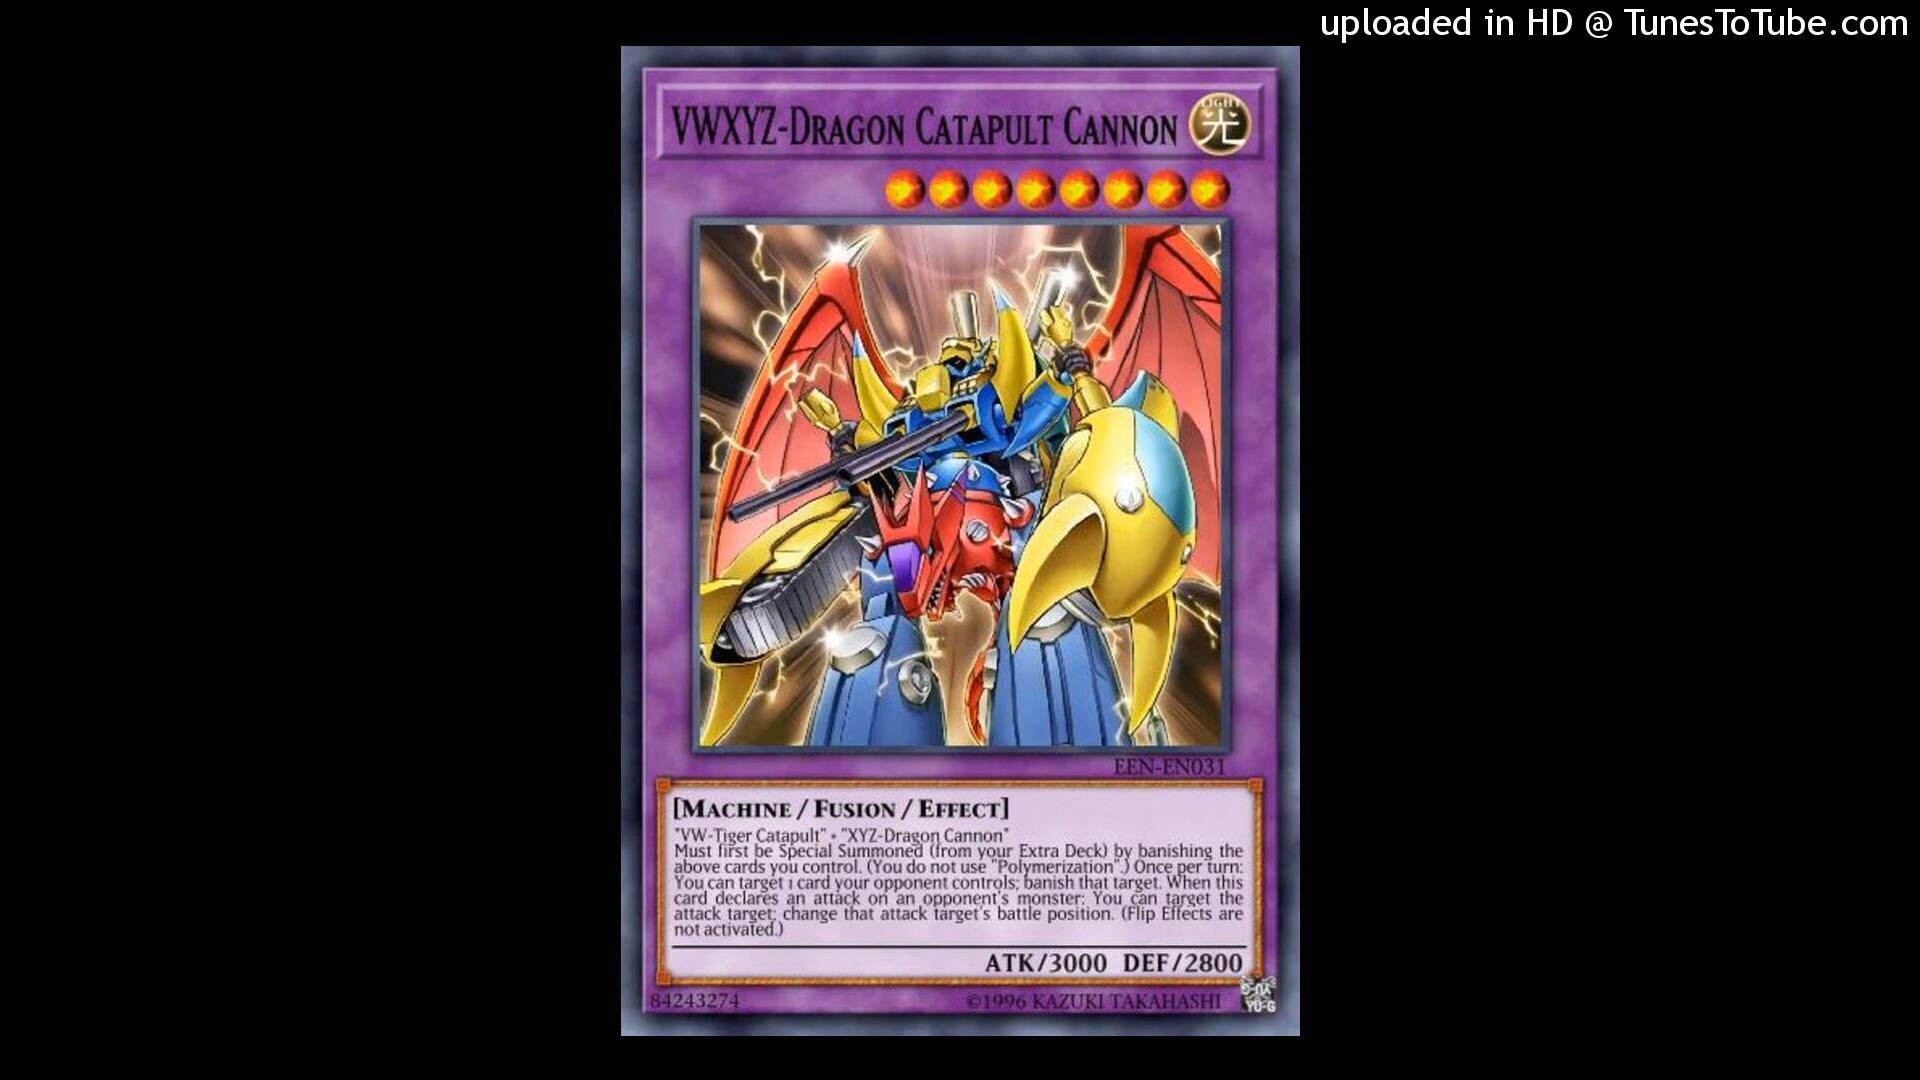 uploaded in HD @ TunesToTube.com
VWXYZ-Dragon Catapult Cannon
LIGHT
光
EEN-EN031
[Machine / Fusion / Effect]
"VW-Tiger Catapult" + "XYZ-Dragon Cannon"
Must first be Special Summoned (from your Extra Deck) by banishing the
above cards you control. (You do not use "Polymerization".) Once per turn:
You can target 1 card your opponent controls; banish that target. When this
card declares an attack on an opponent's monster: You can target the
attack target; change that attack target's battle position. (Flip Effects are
not activated.)
ATK/3000 DEF/2800
84243274 ©1996 KAZUKI TAKAHASHI